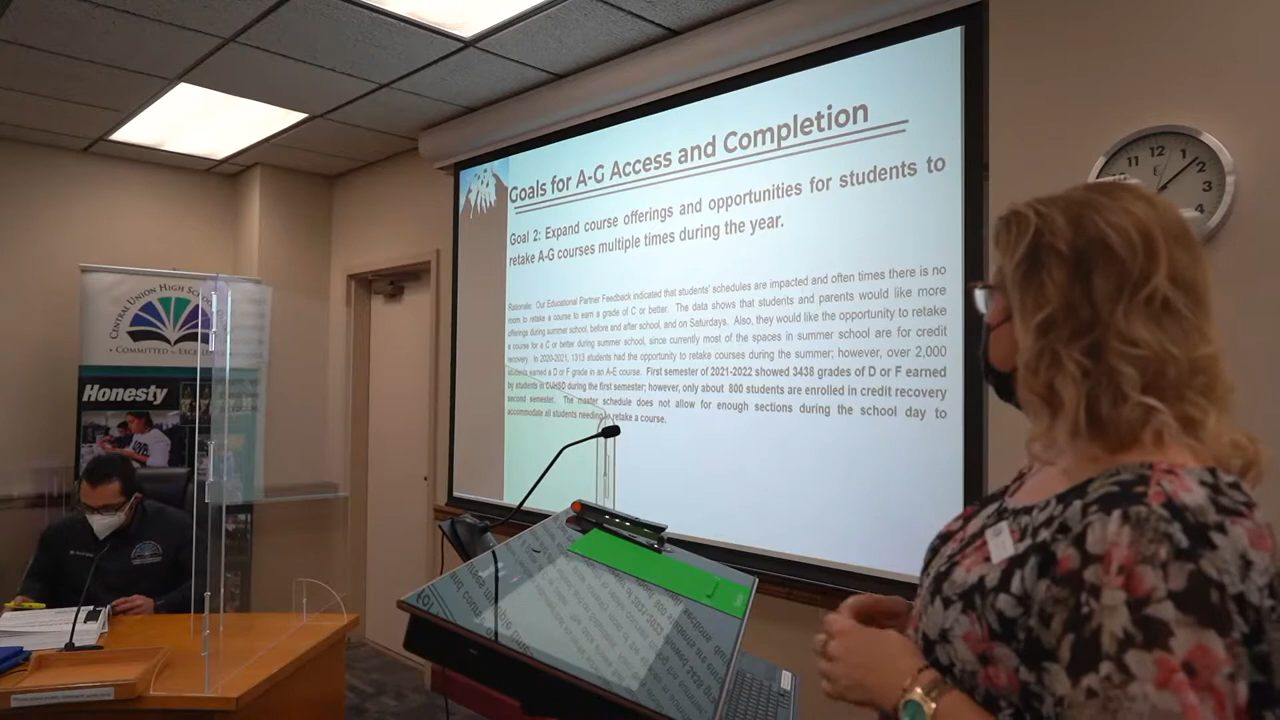 Goals for A-G Access and Completion
Goal 2: Expand course offerings and opportunities for students to
retake A-G courses multiple times during the year.
Rationale: Our Educational Partner Feedback indicated that students' schedules are impacted and often times there is no
room to retake a course to earn a grade of C or better. The data shows that students and parents would like more
offerings during summer school, before and after school, and on Saturdays. Also, they would like the opportunity to retake
a course for a C or better during summer school, since currently most of the spaces in summer school are for credit
recovery. In 2020-2021, 1313 students had the opportunity to retake courses during the summer; however, over 2,000
students earned a D or F grade in an A-E course. First semester of 2021-2022 showed 3438 grades of D or F earned
by students in CUHSD during the first semester; however, only about 800 students are enrolled in credit recovery
second semester. The master schedule does not allow for enough sections during the school day to
accommodate all students needing to retake a course.
CENTRAL UNION HIGH SCHOO
• COMMITTED to EXCELL
Honesty
11 12 1 2 3 4